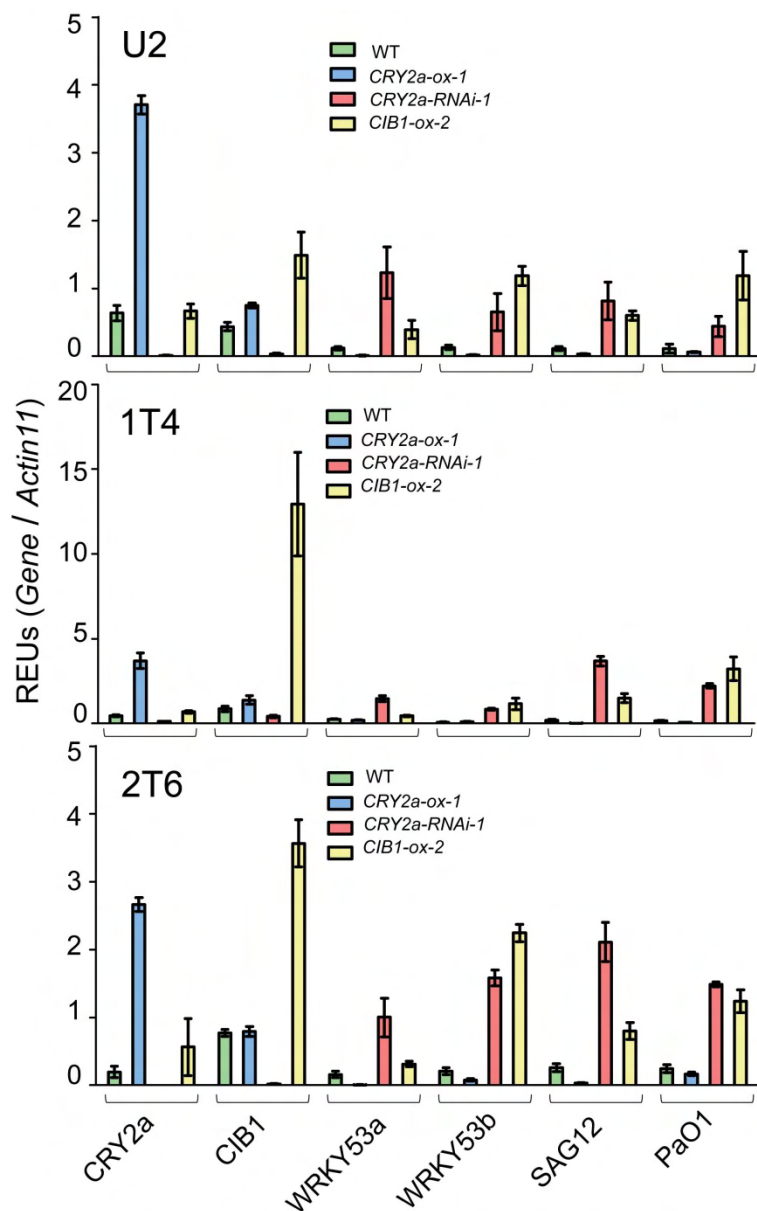 5
U2
WT
CRY2a-ox-1
CRY2a-RNAi-1
CIB1-ox-2
4
3
2
1
0
20
1T4
WT
CRY2a-ox-1
CRY2a-RNAi-1
CIB1-ox-2
15
10
5
0
REUs (Gene / Actin11)
5
2T6
WT
CRY2a-ox-1
CRY2a-RNAi-1
CIB1-ox-2
4
3
2
1
0
CRY2a
CIB1
WRKY53a
WRKY53b
SAG12
PaO1